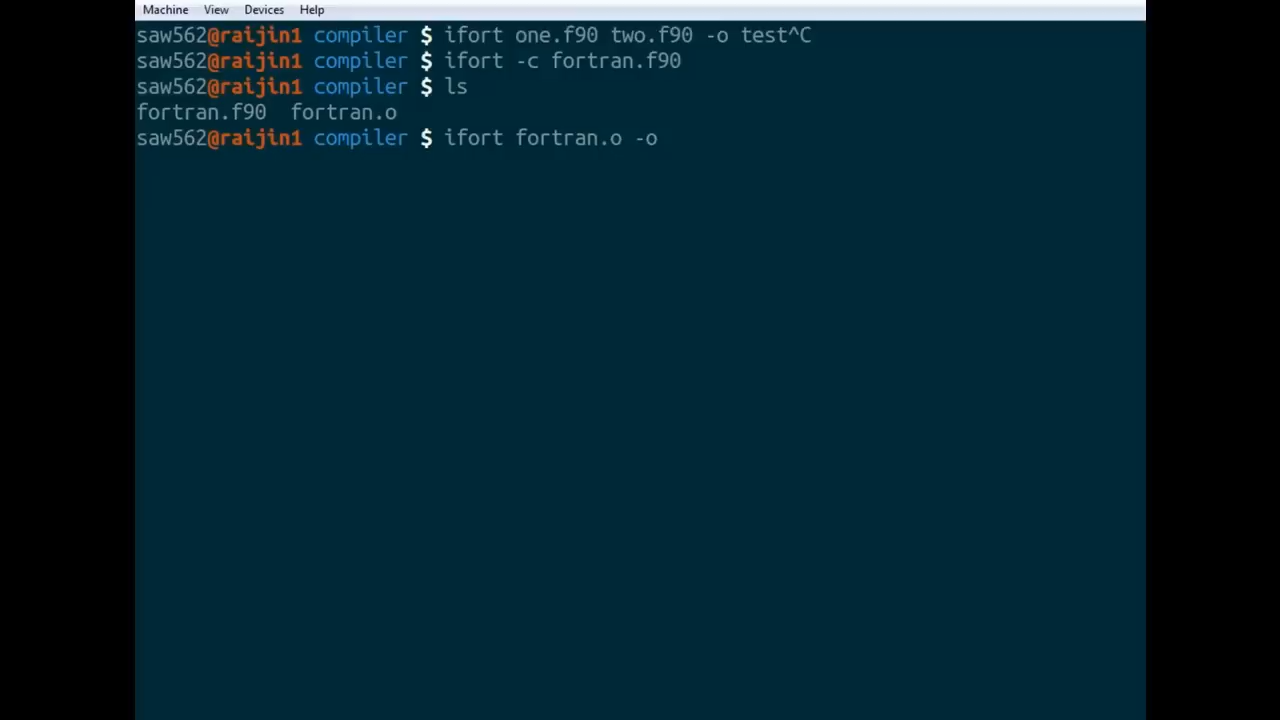 Machine View Devices Help
saw562@raijin1 compiler $ ifort one.f90 two.f90 -o test^C
saw562@raijin1 compiler $ ifort -c fortran.f90
saw562@raijin1 compiler $ ls
fortran.f90  fortran.o
saw562@raijin1 compiler $ ifort fortran.o -o